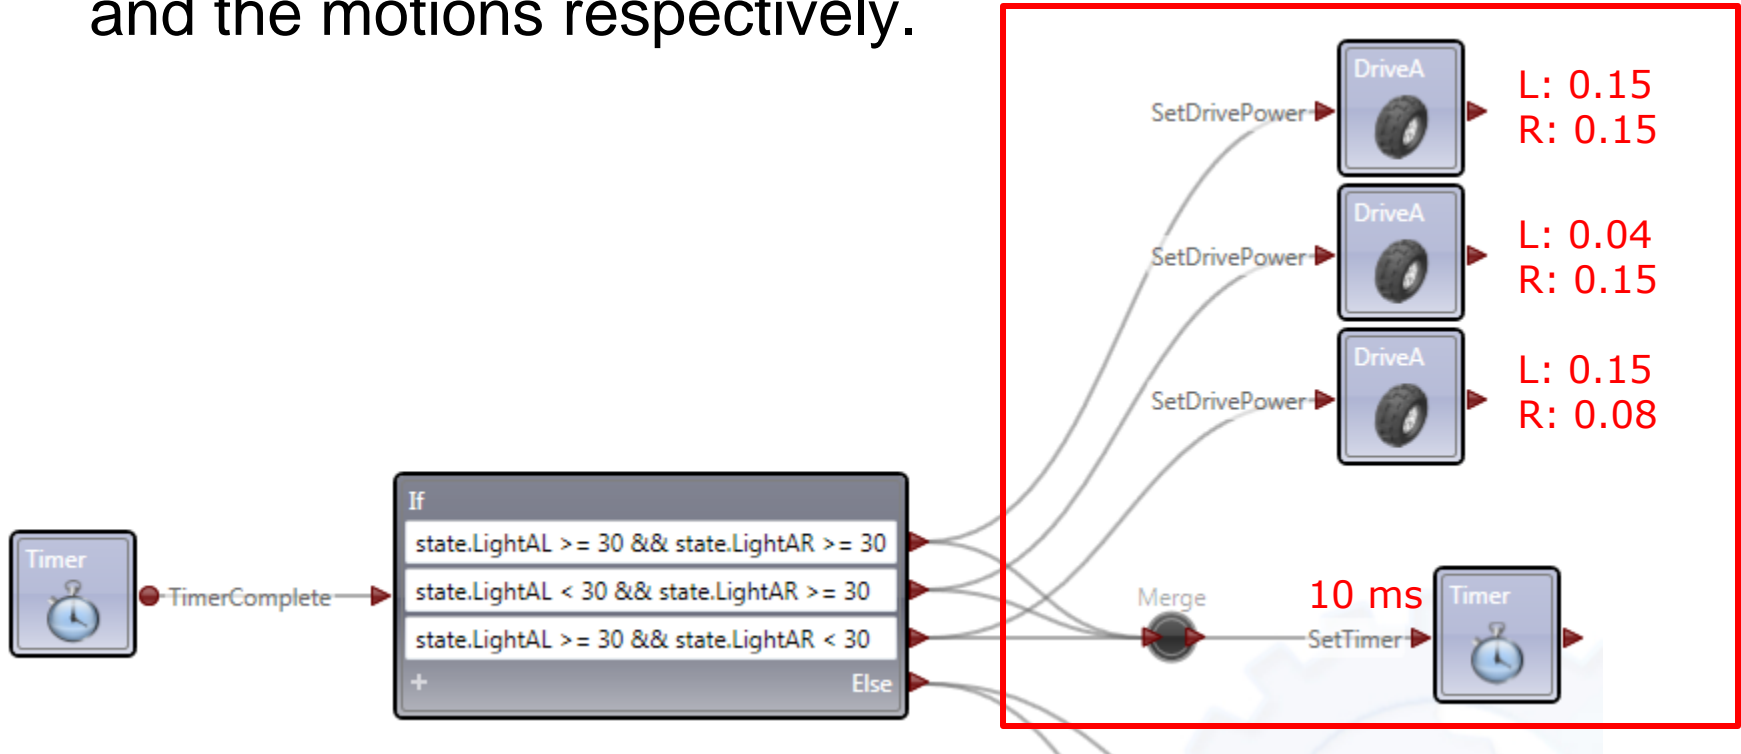 and the motions respectively.
DriveA
SetDrivePower
L: 0.15
R: 0.15
DriveA
SetDrivePower
L: 0.04
R: 0.15
DriveA
SetDrivePower
L: 0.15
R: 0.08
If
state.LightAL >= 30 && state.LightAR >= 30
state.LightAL < 30 && state.LightAR >= 30
state.LightAL >= 30 && state.LightAR < 30
+ Else
Timer
TimerComplete
Merge
10 ms
SetTimer
Timer